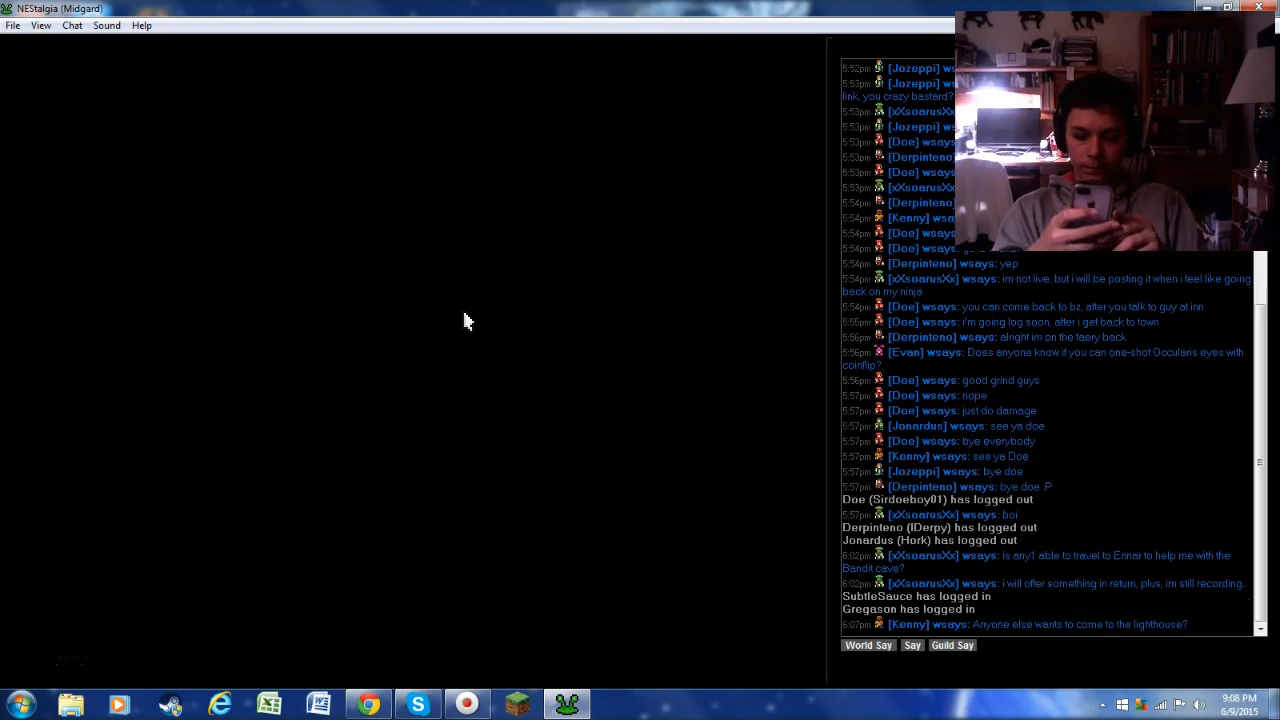 NEStalgia (Midgard)
File View Chat Sound Help
5:52pm [Jozeppi] ws
5:53pm [Jozeppi] ws
link, you crazy bastard?
5:53pm [xXsoarusX
5:53pm [Jozeppi] ws
5:53pm [Doe] wsays
5:53pm [Derpinteno]
5:53pm [Doe] wsays
5:53pm [xXsoarusX
5:54pm [Derpinteno]
5:54pm [Kenny] wsa
5:54pm [Doe] wsays:
5:54pm [Doe] wsays:
5:54pm [Derpinteno] wsays: yep
5:54pm [xXsoarusXx] wsays: im not live, but i will be posting it when i feel like going
back on my ninja
5:54pm [Doe] wsays: you can come back to bz, after you talk to guy at inn
5:55pm [Doe] wsays: i'm going log soon, after i get back to town
5:56pm [Derpinteno] wsays: alright im on the faery back
5:56pm [Evan] wsays: Does anyone know if you can one-shot Occularis eyes with
coinflip?
5:56pm [Doe] wsays: good grind guys
5:57pm [Doe] wsays: nope
5:57pm [Doe] wsays: just do damage
5:57pm [Jonardus] wsays: see ya doe
5:57pm [Doe] wsays: bye everybody
5:57pm [Kenny] wsays: see ya Doe
5:57pm [Jozeppi] wsays: bye doe
5:57pm [Derpinteno] wsays: bye doe :P
Doe (Sirdoeboy01) has logged out
5:57pm [xXsoarusXx] wsays: boi
Derpinteno (IDerpy) has logged out
Jonardus (Hork) has logged out
6:02pm [xXsoarusXx] wsays: is any1 able to travel to Ennar to help me with the
Bandit cave?
6:02pm [xXsoarusXx] wsays: i will offer something in return, plus, im still recording..
SubtleSauce has logged in
Gregason has logged in
6:07pm [Kenny] wsays: Anyone else wants to come to the lighthouse?
World Say Say Guild Say
9:08 PM
6/9/2015